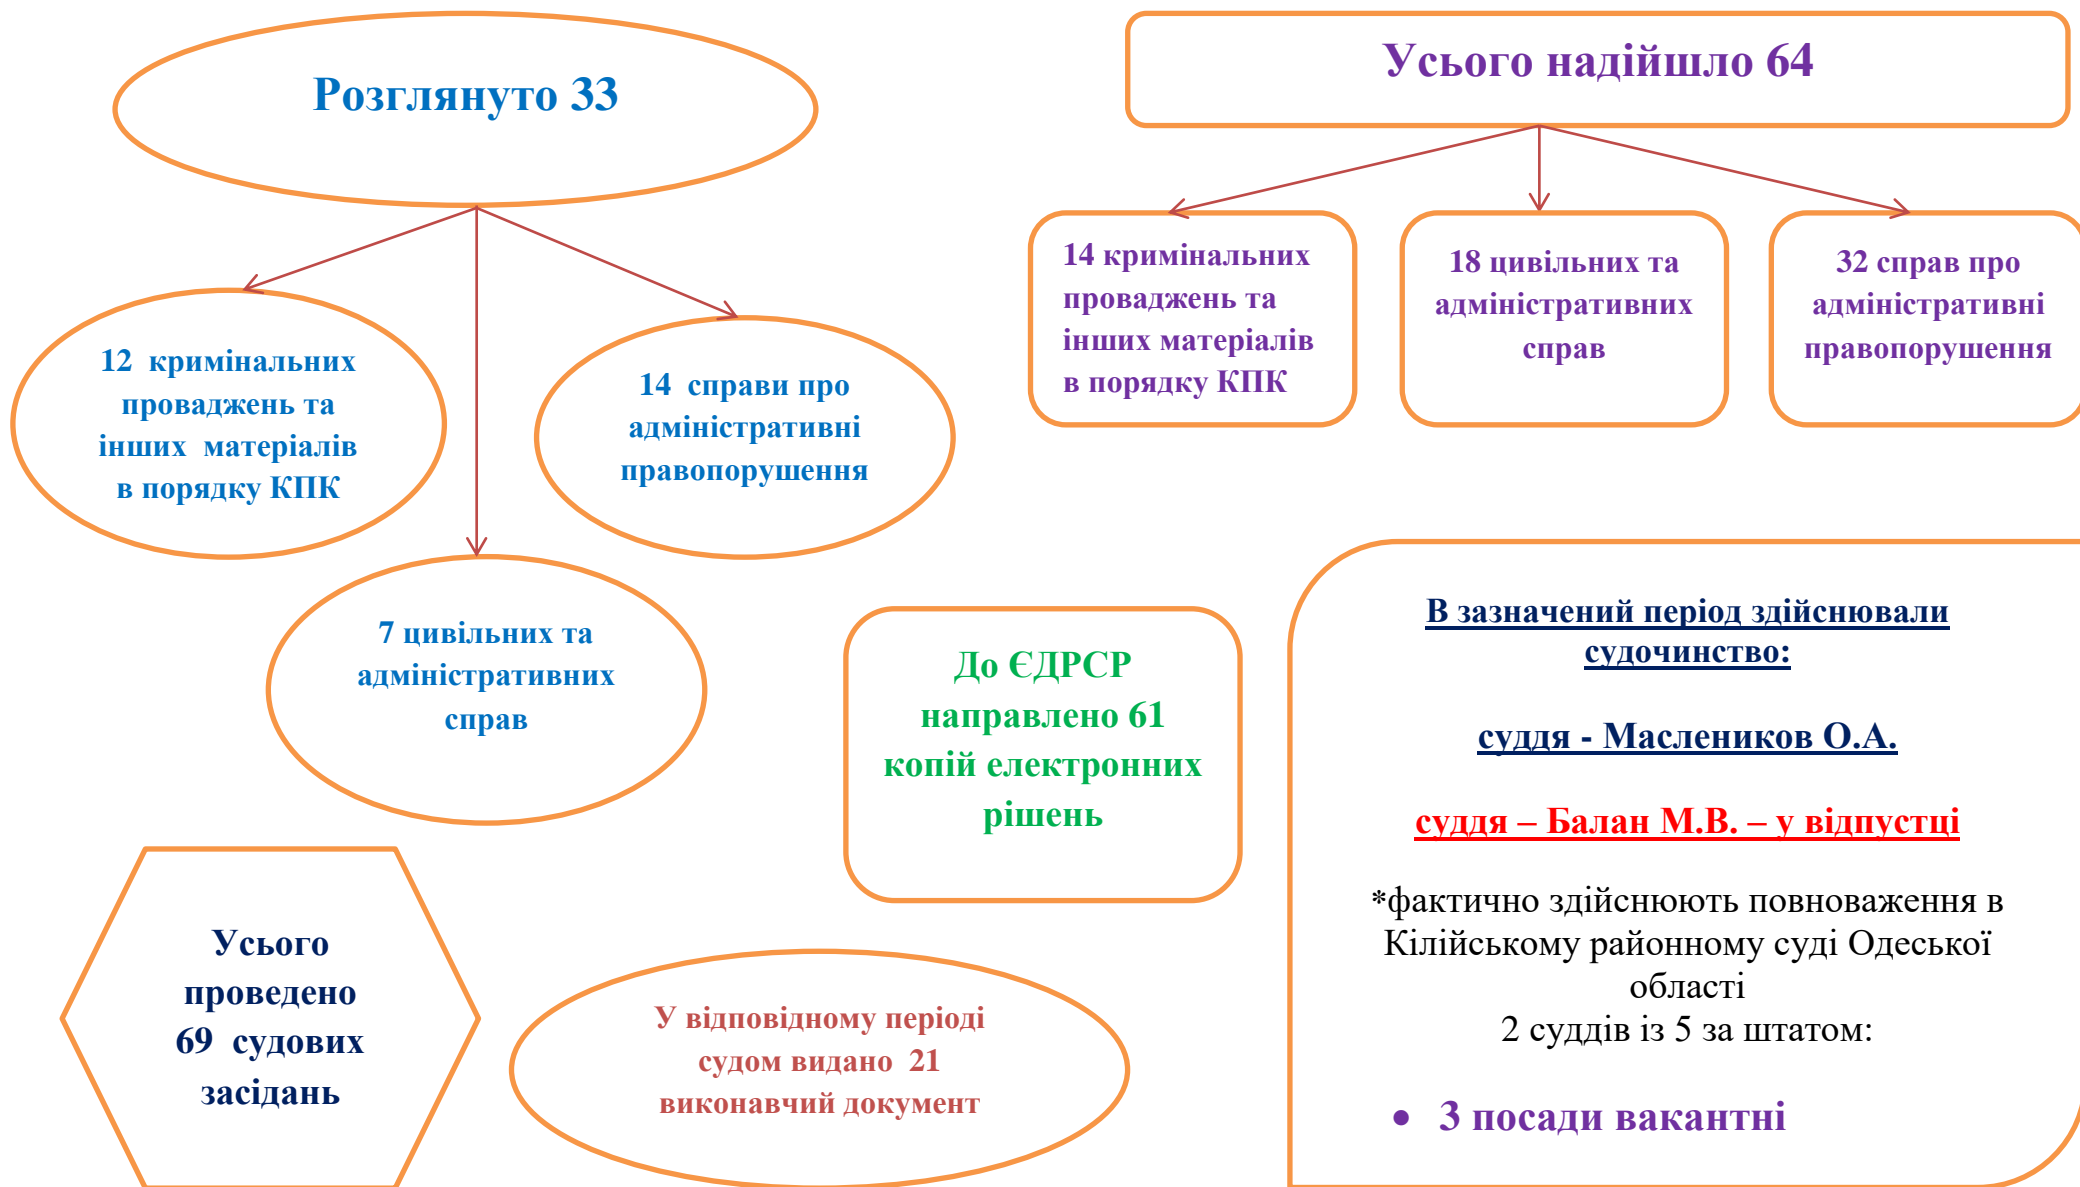 Розглянуто 33
12 кримінальних
проваджень та
інших матеріалів
в порядку КПК
14 справи про
адміністративні
правопорушення
7 цивільних та
адміністративних
справ
Усього надійшло 64
14 кримінальних
проваджень та
інших матеріалів
в порядку КПК
18 цивільних та
адміністративних
справ
32 справ про
адміністративні
правопорушення
До ЄДРСР
направлено 61
копій електронних
рішень
В зазначений період здійснювали
судочинство:
суддя - Маслеников О.А.
суддя – Балан М.В. – у відпустці
*фактично здійснюють повноваження в
Кілійському районному суді Одеської
області
2 суддів із 5 за штатом:
• 3 посади вакантні
Усього
проведено
69 судових
засідань
У відповідному періоді
судом видано 21
виконавчий документ